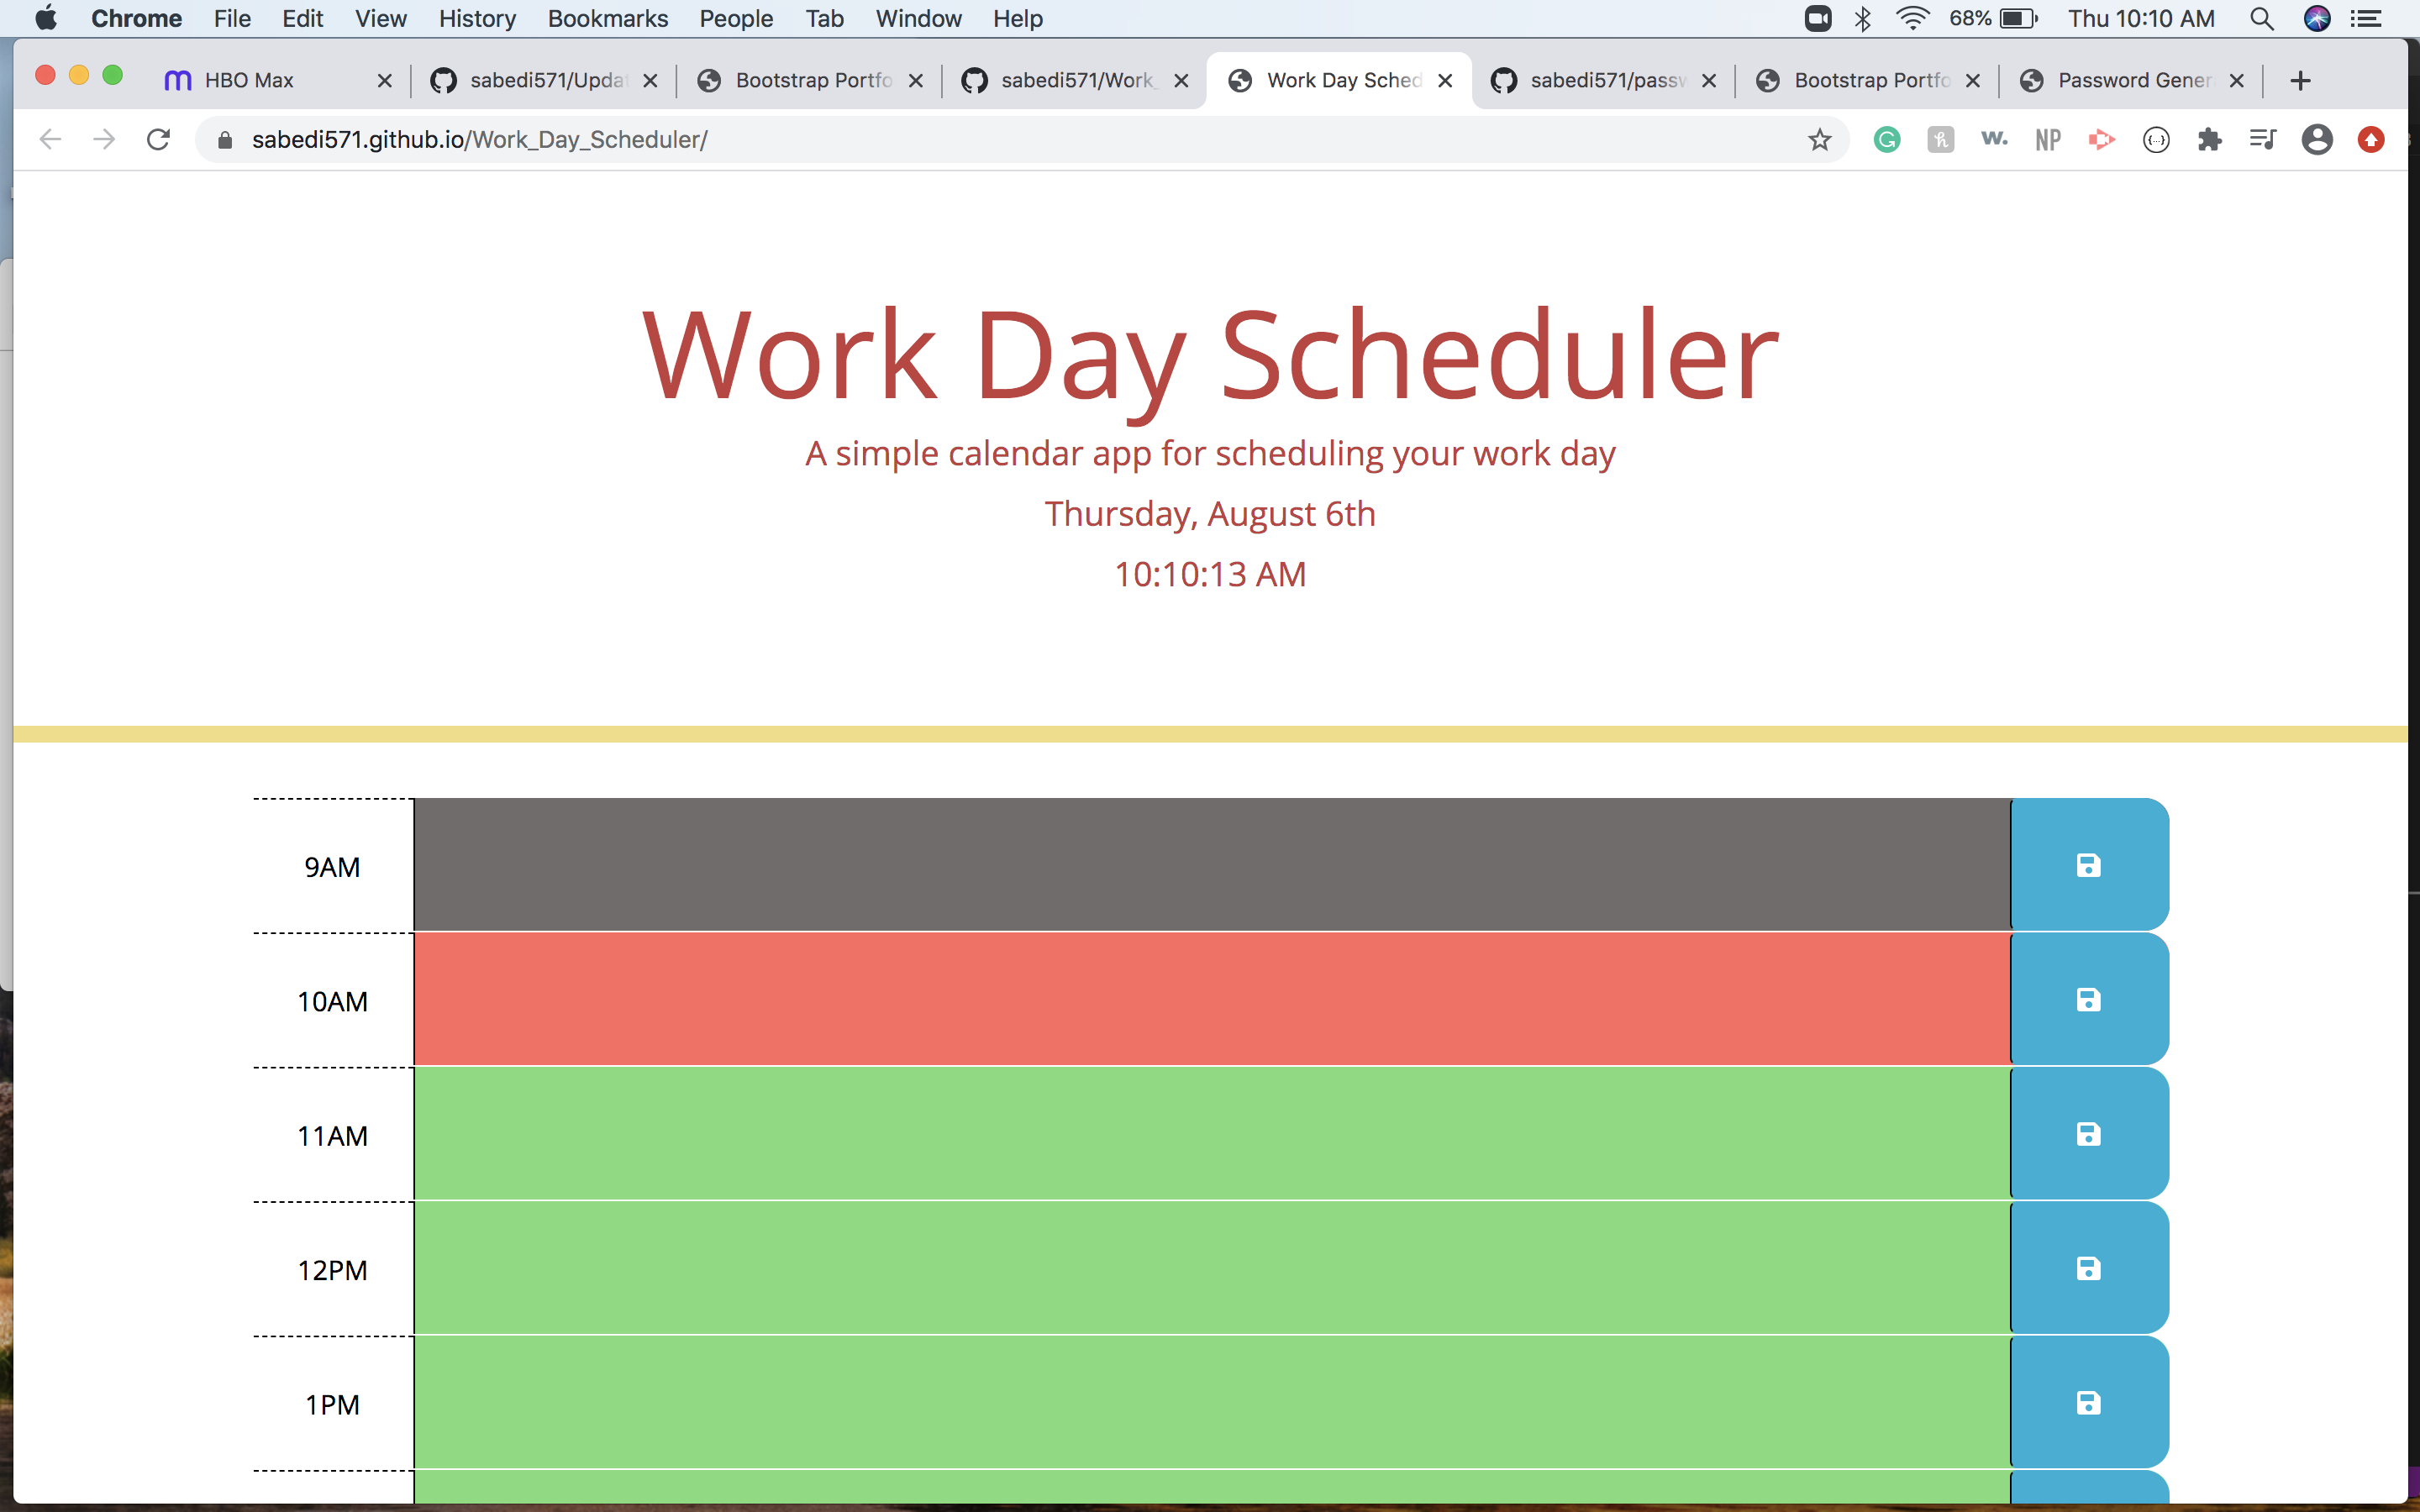 Chrome File Edit View History Bookmarks People Tab Window Help 68% Thu 10:10 AM
HBO Max sabedi571/Updat Bootstrap Portfo sabedi571/Work_ Work Day Sched sabedi571/passw Bootstrap Portfo Password Gener
sabedi571.github.io/Work_Day_Scheduler/ G h w. NP {...}
Work Day Scheduler
A simple calendar app for scheduling your work day
Thursday, August 6th
10:10:13 AM
9AM
10AM
11AM
12PM
1PM